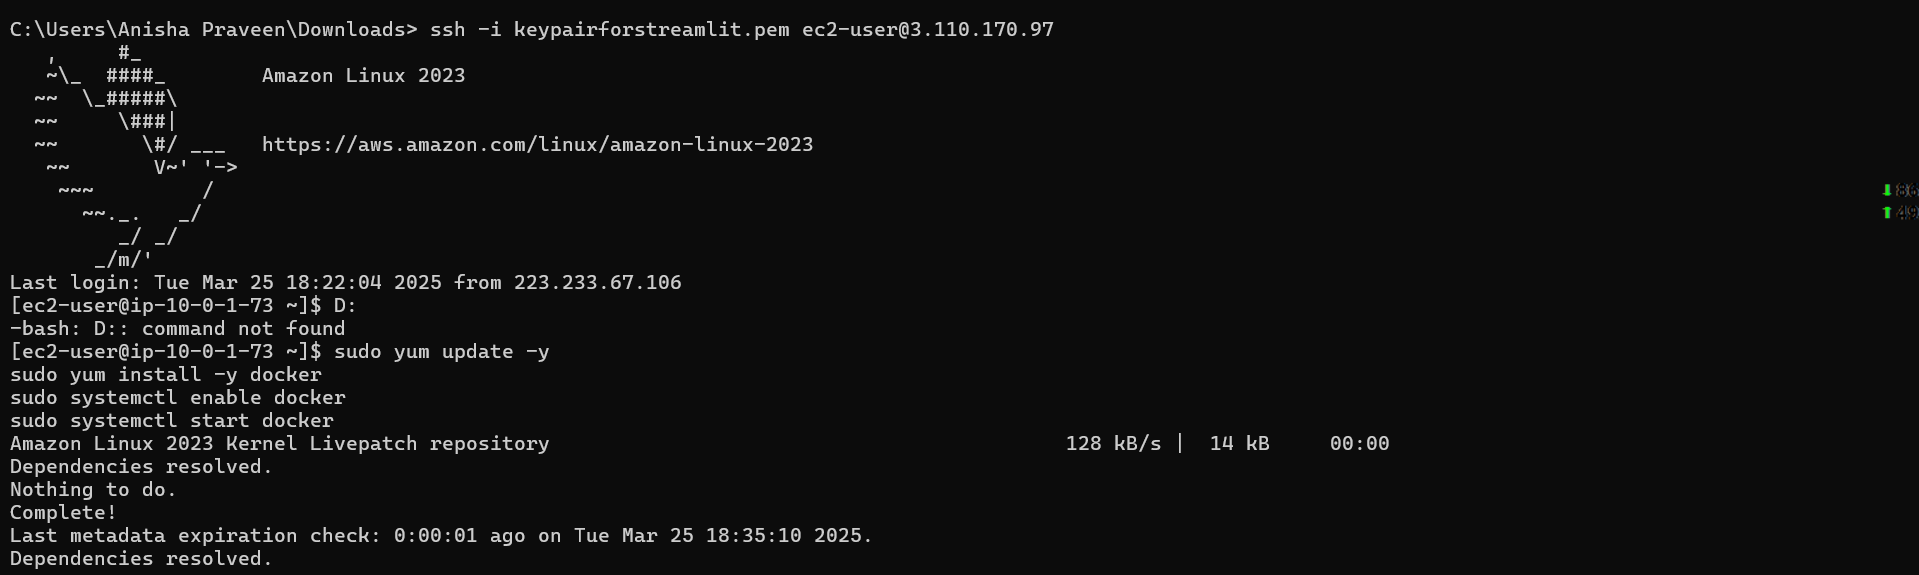 C:\Users\Anisha Praveen\Downloads> ssh -i keypairforstreamlit.pem ec2-user@3.110.170.97
   ,     #_
   ~\_  ####_        Amazon Linux 2023
  ~~  \_#####\
  ~~     \###|
  ~~       \#/ ___   https://aws.amazon.com/linux/amazon-linux-2023
   ~~       V~' '->
    ~~~         /
      ~~._.   _/
         _/ _/
       _/m/'
Last login: Tue Mar 25 18:22:04 2025 from 223.233.67.106
[ec2-user@ip-10-0-1-73 ~]$ D:
-bash: D:: command not found
[ec2-user@ip-10-0-1-73 ~]$ sudo yum update -y
sudo yum install -y docker
sudo systemctl enable docker
sudo systemctl start docker
Amazon Linux 2023 Kernel Livepatch repository                                           128 kB/s |  14 kB     00:00
Dependencies resolved.
Nothing to do.
Complete!
Last metadata expiration check: 0:00:01 ago on Tue Mar 25 18:35:10 2025.
Dependencies resolved.